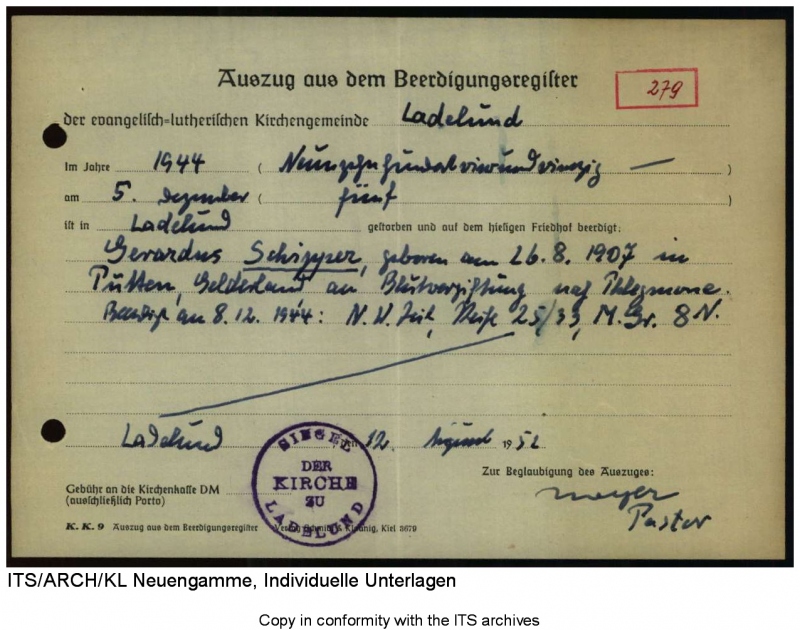 Auszug aus dem Beerdigungsregister
279
der evangelisch=lutherischen Kirchengemeinde Ladelund
Im Jahre 1944 ( Neunzehnhundertvierundvierzig — )
am 5. Dezember ( fünf )
ist in Ladelund gestorben und auf dem hiesigen Friedhof beerdigt:
Gerardus Schipper, geboren am 26.8.1907 in
Putten, Gelderland an Blutvergiftung nach Phlegmone.
Beerdigt am 8.12.1944: N.W. Teil, Reihe 25/33, M.Gr. 8 N.
Ladelund, den 12. August 1952
SIEGEL DER KIRCHE ZU LADELUND
Zur Beglaubigung des Auszuges:
Gebühr an die Kirchenkasse DM
(ausschließlich Porto)
Meyer
Pastor
K. K. 9 Auszug aus dem Beerdigungsregister Kiel 3679
ITS/ARCH/KL Neuengamme, Individuelle Unterlagen
Copy in conformity with the ITS archives